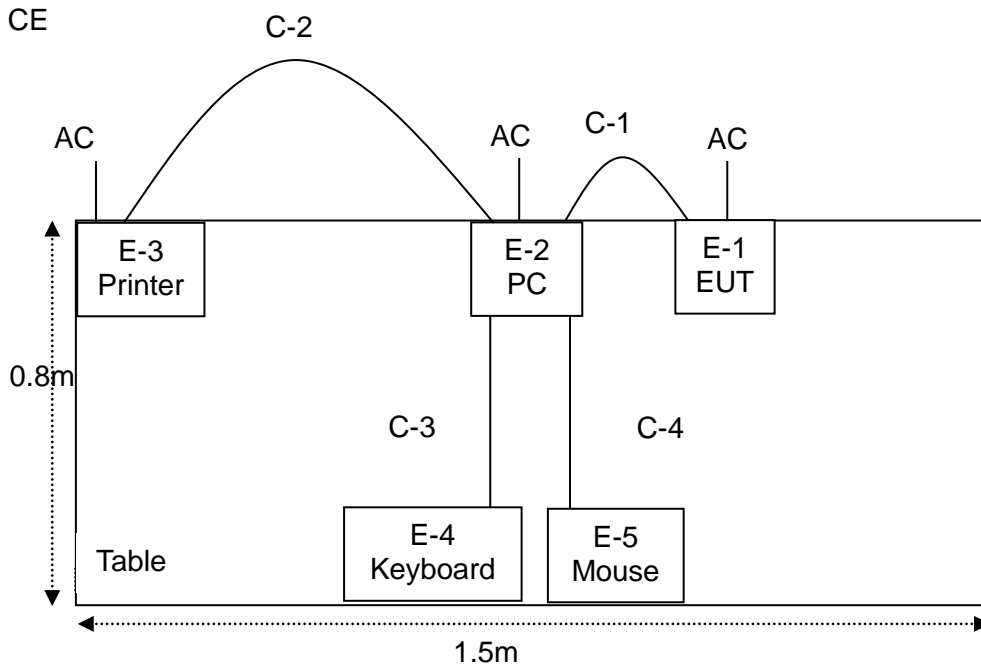 CE
C-2
C-1
AC
AC
AC
E-3
Printer
E-2
PC
E-1
EUT
0.8m
C-3
C-4
E-4
Keyboard
E-5
Mouse
Table
1.5m